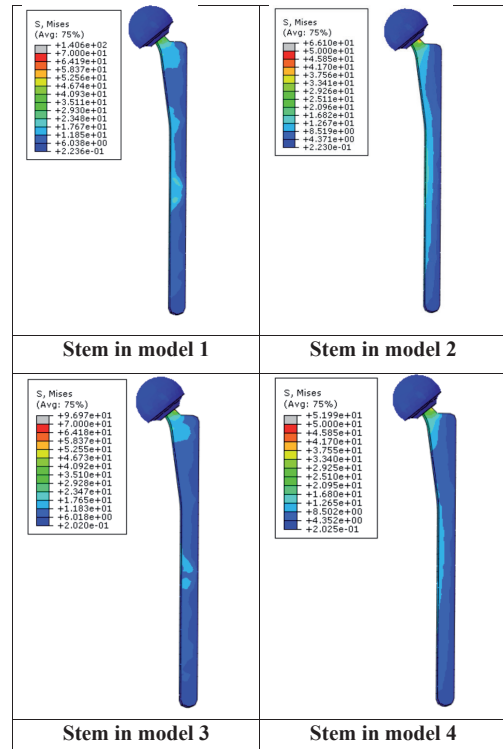 S, Mises
(Avg: 75%)
+1.406e+02
+7.000e+01
+6.419e+01
+5.837e+01
+5.256e+01
+4.674e+01
+4.093e+01
+3.511e+01
+2.930e+01
+2.348e+01
+1.767e+01
+1.185e+01
+6.038e+00
+2.236e-01
Stem in model 1
S, Mises
(Avg: 75%)
+6.610e+01
+5.000e+01
+4.585e+01
+4.170e+01
+3.756e+01
+3.341e+01
+2.926e+01
+2.511e+01
+2.096e+01
+1.682e+01
+1.267e+01
+8.519e+00
+4.371e+00
+2.230e-01
Stem in model 2
S, Mises
(Avg: 75%)
+9.697e+01
+7.000e+01
+6.418e+01
+5.837e+01
+5.255e+01
+4.673e+01
+4.092e+01
+3.510e+01
+2.928e+01
+2.347e+01
+1.765e+01
+1.183e+01
+6.018e+00
+2.020e-01
Stem in model 3
S, Mises
(Avg: 75%)
+5.199e+01
+5.000e+01
+4.585e+01
+4.170e+01
+3.755e+01
+3.340e+01
+2.925e+01
+2.510e+01
+2.095e+01
+1.680e+01
+1.265e+01
+8.502e+00
+4.352e+00
+2.025e-01
Stem in model 4